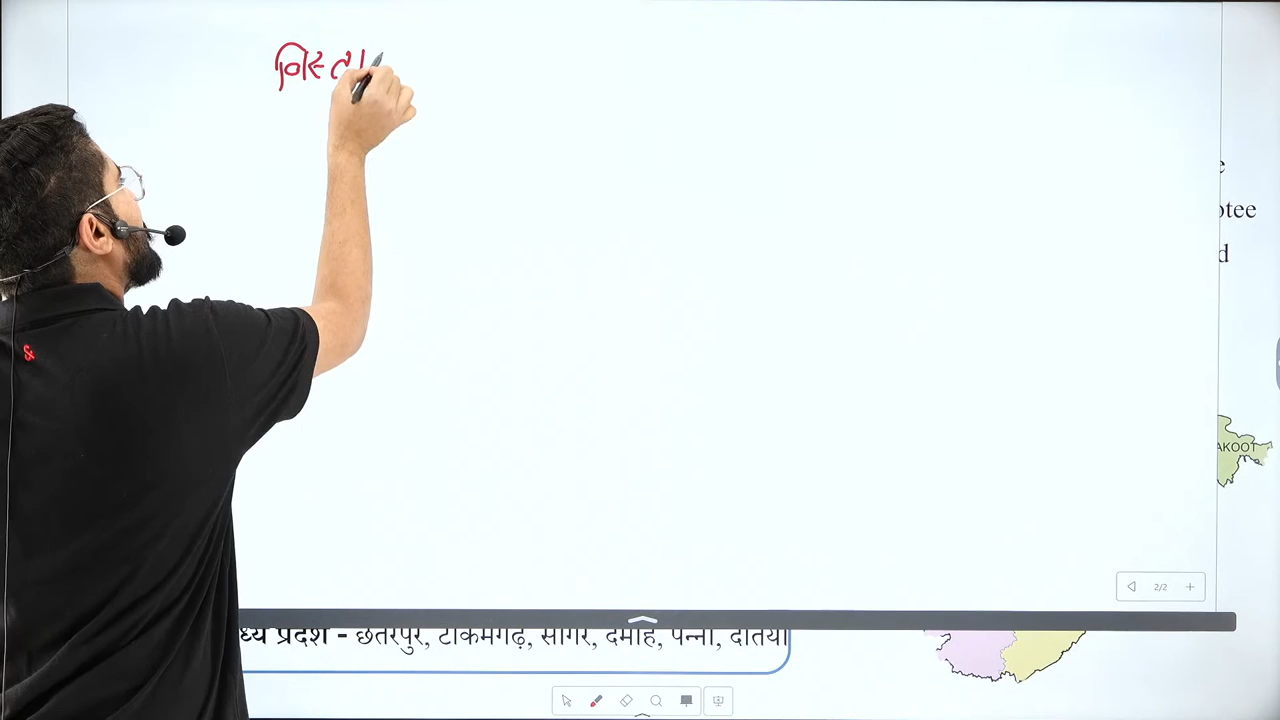 विस्ता
e
otee
d
AKOOT
2/2
ध्य प्रदेश - छतरपुर, टीकमगढ़, सागर, दमोह, पन्ना, दतिया